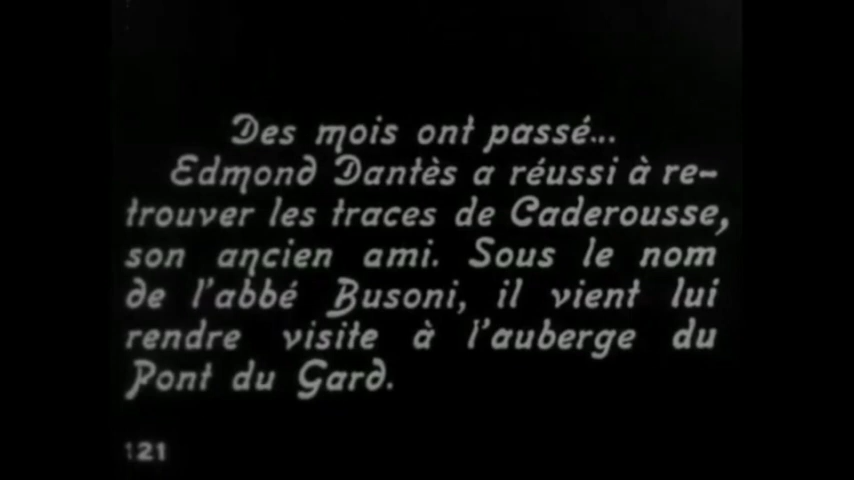 Des mois ont passé...
Edmond Dantès a réussi à re-
trouver les traces de Caderousse,
son ancien ami. Sous le nom
de l'abbé Busoni, il vient lui
rendre visite à l'auberge du
Pont du Gard.
121